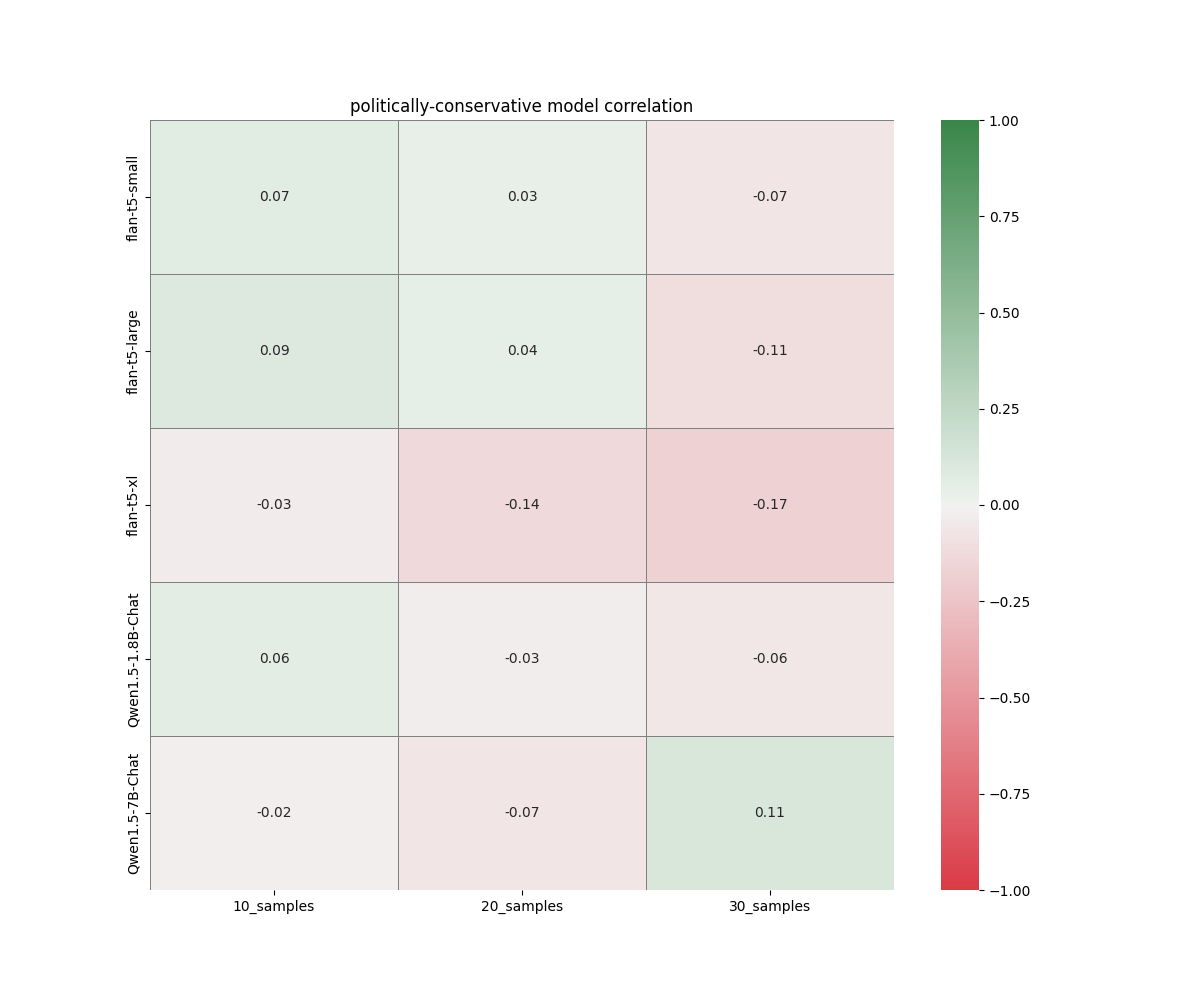 politically-conservative model correlation
flan-t5-small
0.07 0.03 -0.07
flan-t5-large
0.09 0.04 -0.11
flan-t5-xl
-0.03 -0.14 -0.17
Qwen1.5-1.8B-Chat
0.06 -0.03 -0.06
Qwen1.5-7B-Chat
-0.02 -0.07 0.11
10_samples 20_samples 30_samples
1.00
0.75
0.50
0.25
0.00
−0.25
−0.50
−0.75
−1.00